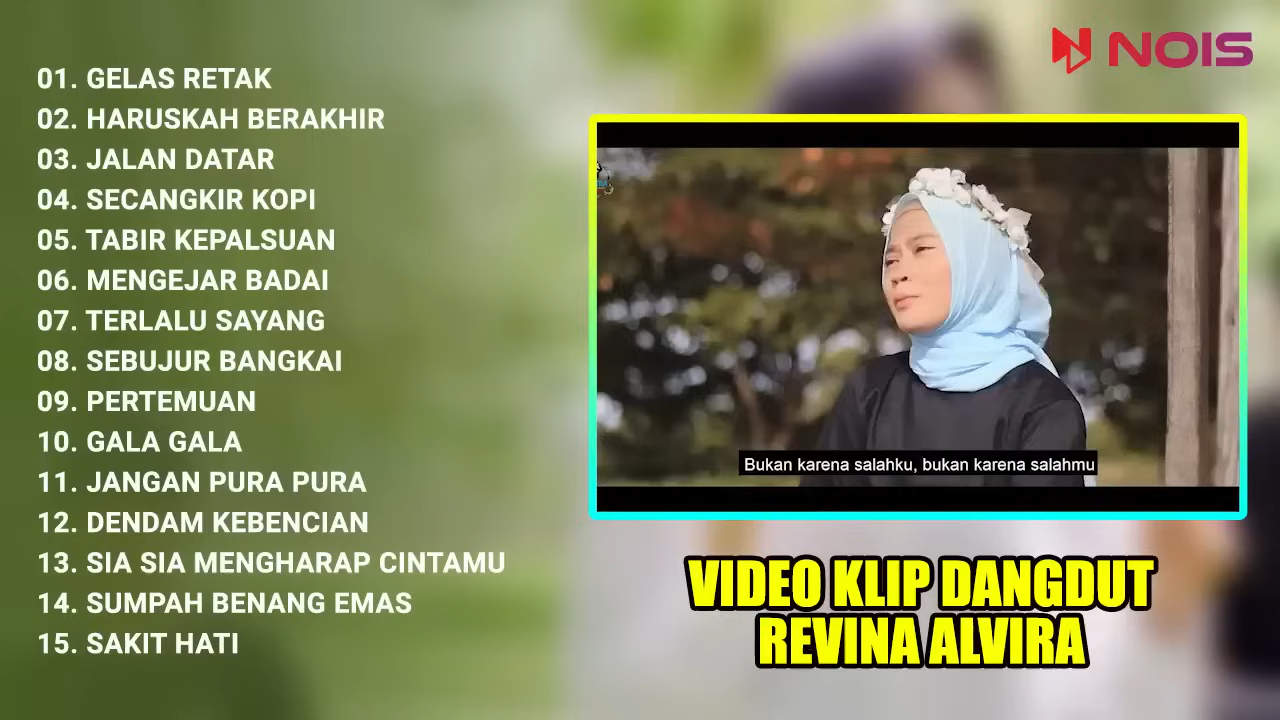 01. GELAS RETAK
02. HARUSKAH BERAKHIR
03. JALAN DATAR
04. SECANGKIR KOPI
05. TABIR KEPALSUAN
06. MENGEJAR BADAI
07. TERLALU SAYANG
08. SEBUJUR BANGKAI
09. PERTEMUAN
10. GALA GALA
11. JANGAN PURA PURA
12. DENDAM KEBENCIAN
13. SIA SIA MENGHARAP CINTAMU
14. SUMPAH BENANG EMAS
15. SAKIT HATI
NOIS
Bukan karena salahku, bukan karena salahmu
VIDEO KLIP DANGDUT
REVINA ALVIRA